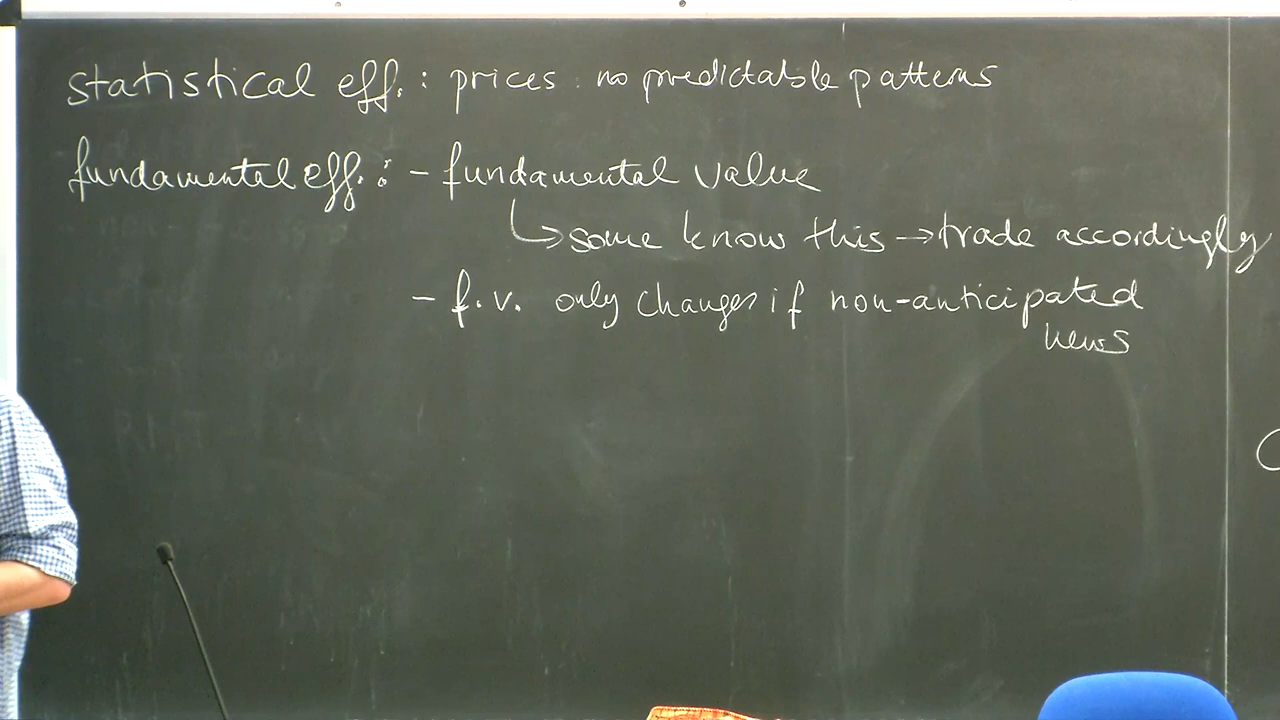 statistical eff. : prices : no predictable patterns
fundamental eff. : - fundamental value
↳ some know this → trade accordingly
- f.v. only changes if non-anticipated
news